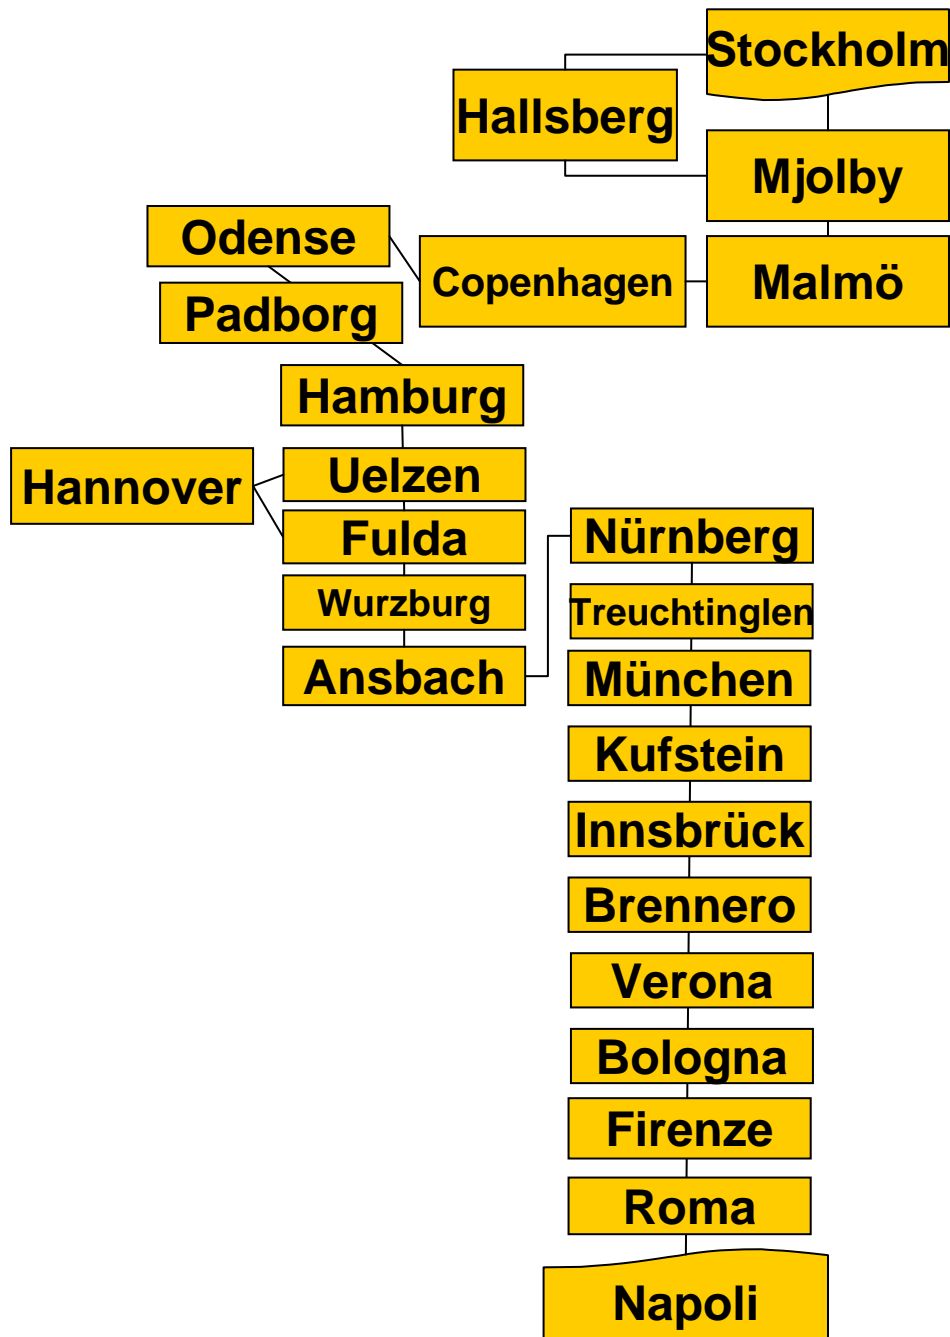 Stockholm
Hallsberg
Mjolby
Odense
Copenhagen
Malmö
Padborg
Hamburg
Hannover
Uelzen
Fulda
Nürnberg
Wurzburg
Treuchtinglen
Ansbach
München
Kufstein
Innsbrück
Brennero
Verona
Bologna
Firenze
Roma
Napoli